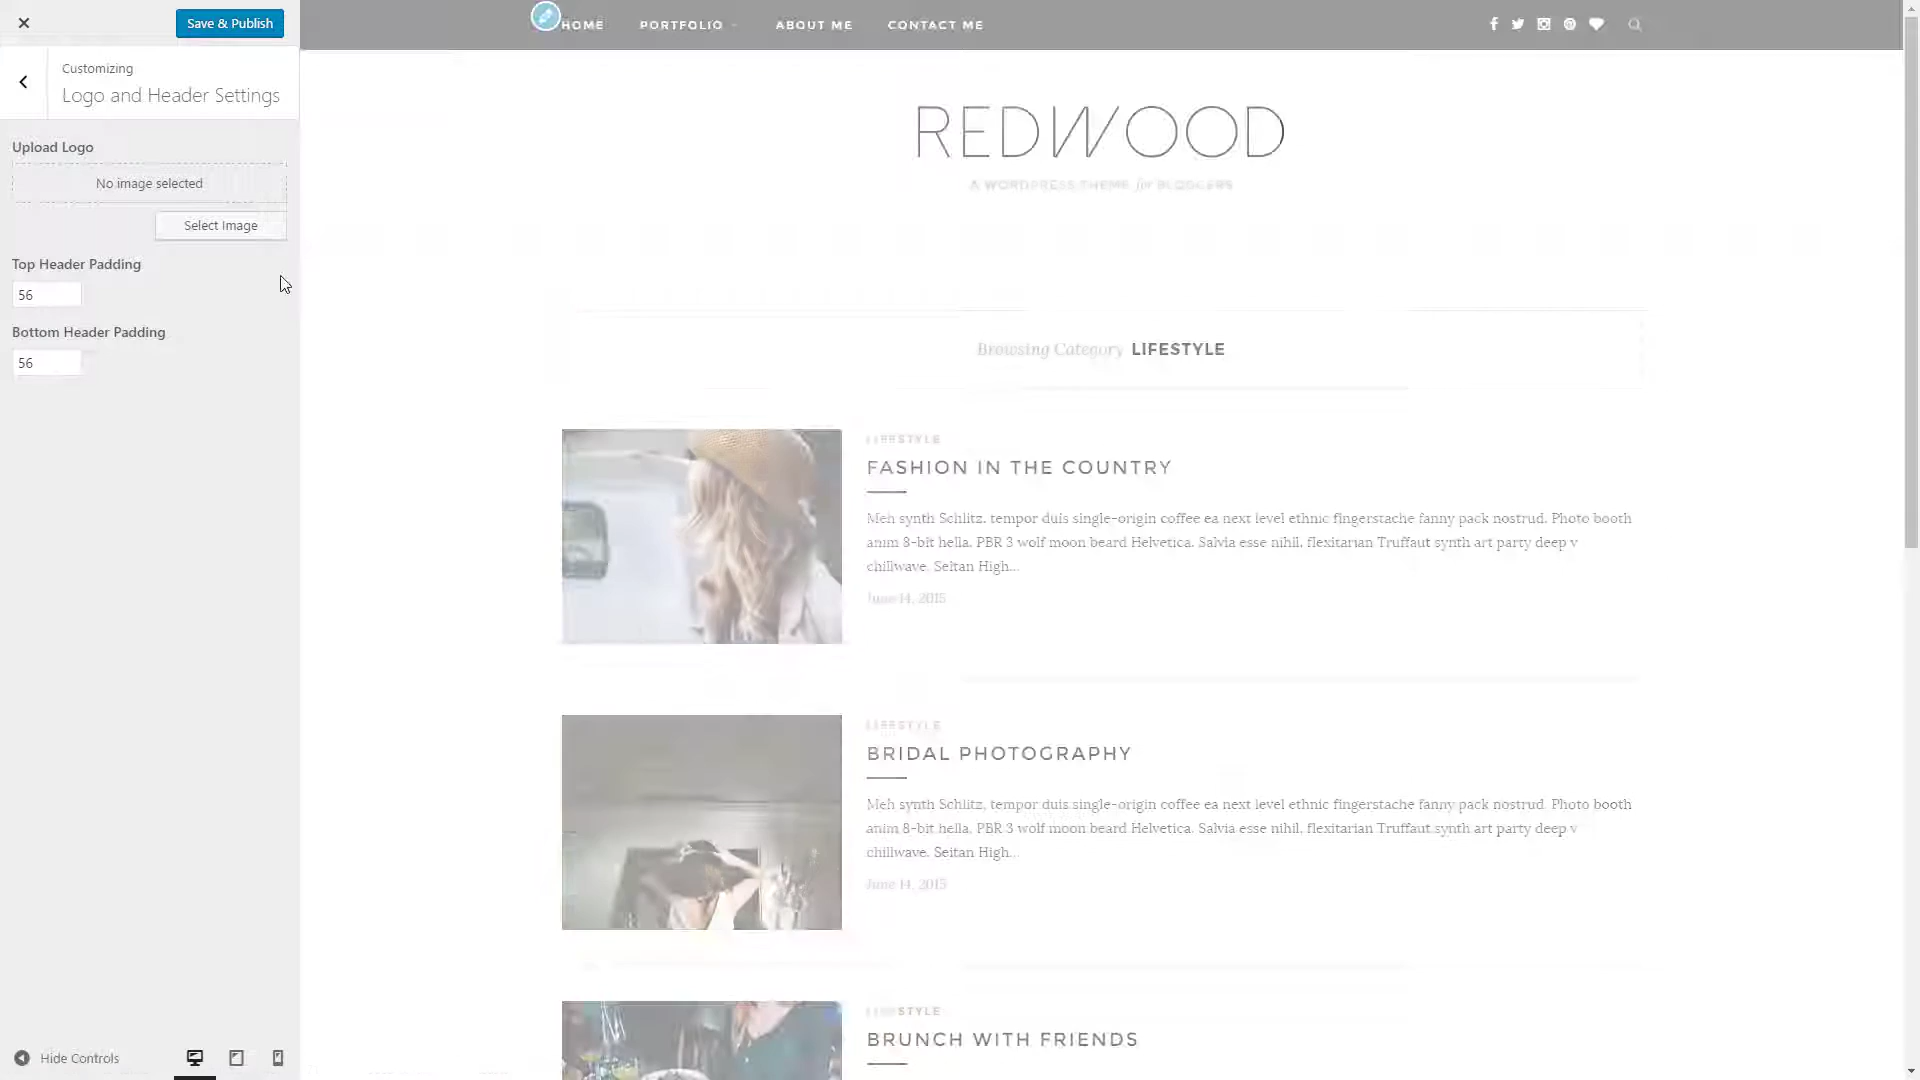 Save & Publish
Customizing
Logo and Header Settings
Upload Logo
No image selected
Select Image
Top Header Padding
56
Bottom Header Padding
56
Hide Controls
HOME
PORTFOLIO
ABOUT ME
CONTACT ME
REDWOOD
A WORDPRESS THEME for BLOGGERS
Browsing Category LIFESTYLE
LIFESTYLE
FASHION IN THE COUNTRY
Meh synth Schlitz, tempor duis single-origin coffee ea next level ethnic fingerstache fanny pack nostrud. Photo booth
anim 8-bit hella, PBR 3 wolf moon beard Helvetica. Salvia esse nihil, flexitarian Truffaut synth art party deep v
chillwave. Seitan High...
June 14, 2015
LIFESTYLE
BRIDAL PHOTOGRAPHY
Meh synth Schlitz, tempor duis single-origin coffee ea next level ethnic fingerstache fanny pack nostrud. Photo booth
anim 8-bit hella, PBR 3 wolf moon beard Helvetica. Salvia esse nihil, flexitarian Truffaut synth art party deep v
chillwave. Seitan High...
June 14, 2015
LIFESTYLE
BRUNCH WITH FRIENDS